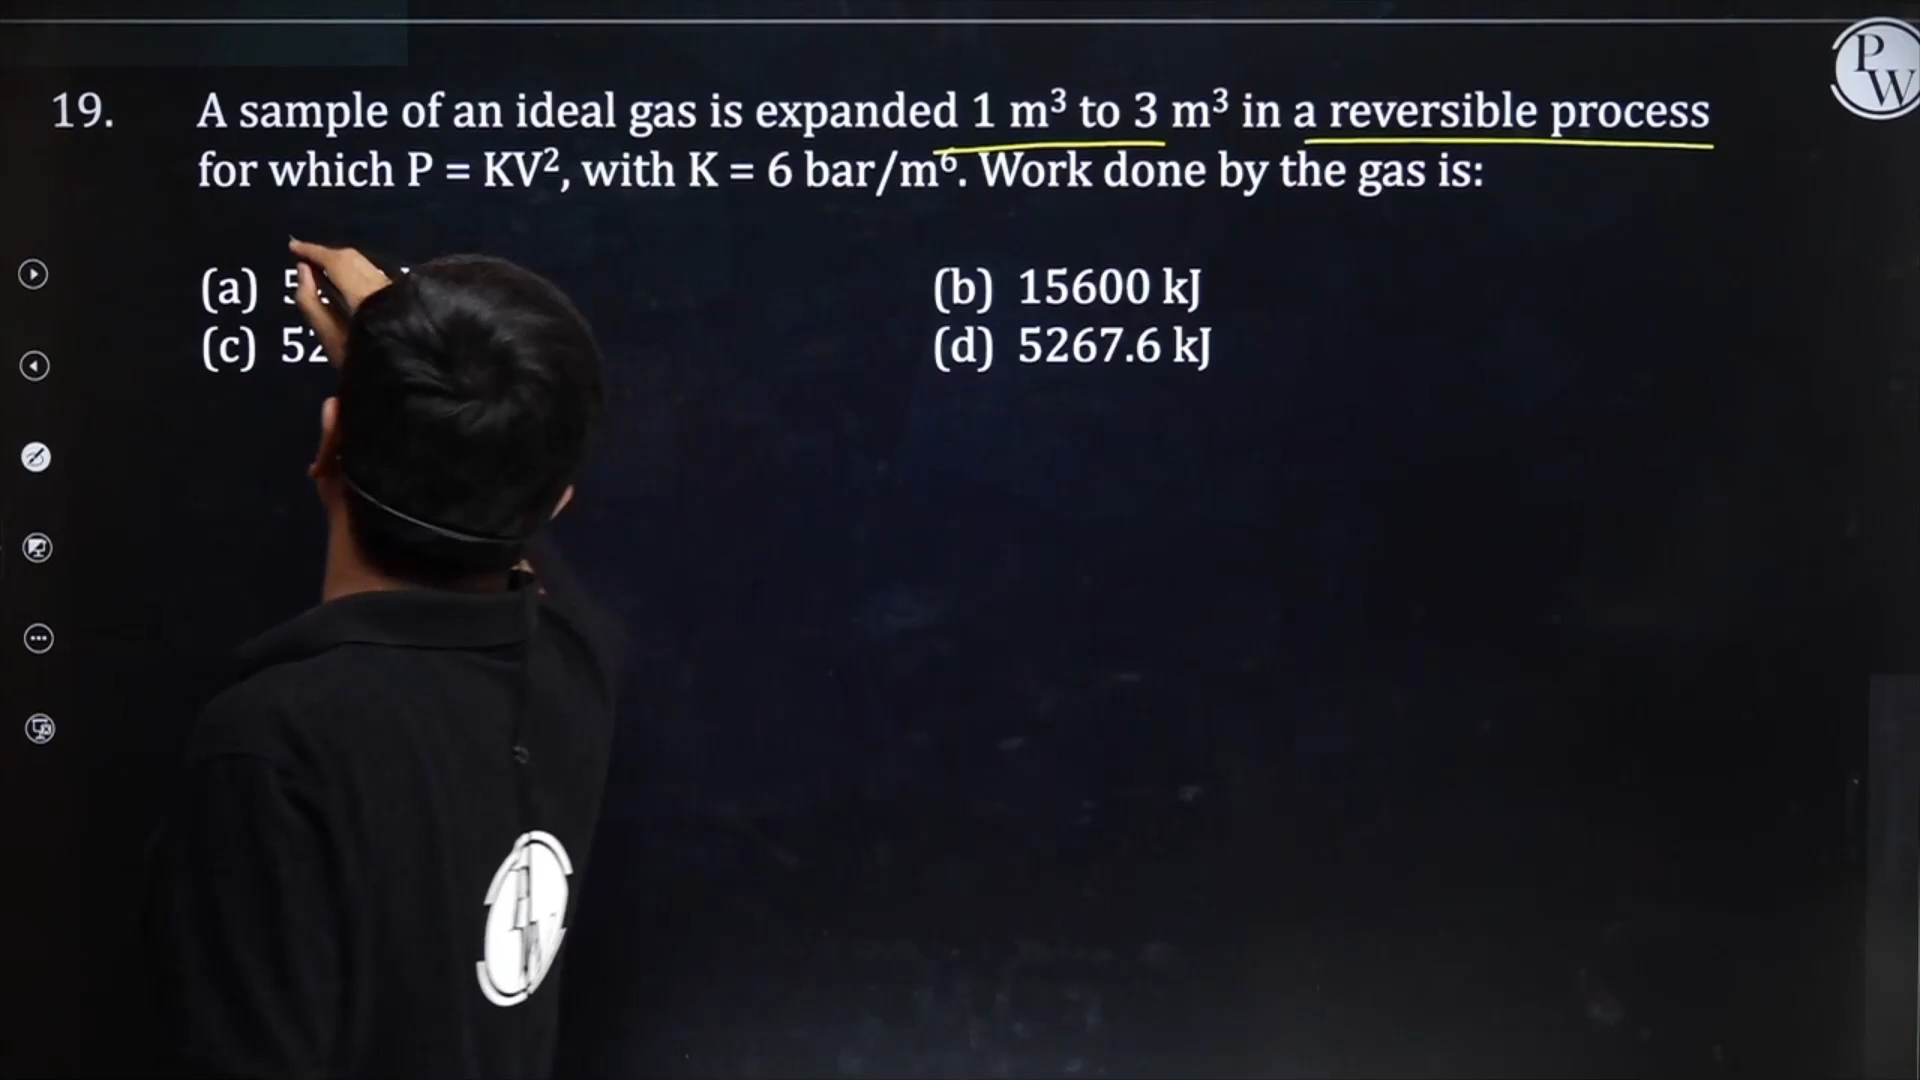 P
W
19. A sample of an ideal gas is expanded 1 m³ to 3 m³ in a reversible process
for which P = KV², with K = 6 bar/m⁶. Work done by the gas is:
(a) (b) 15600 kJ
(c) (d) 5267.6 kJ